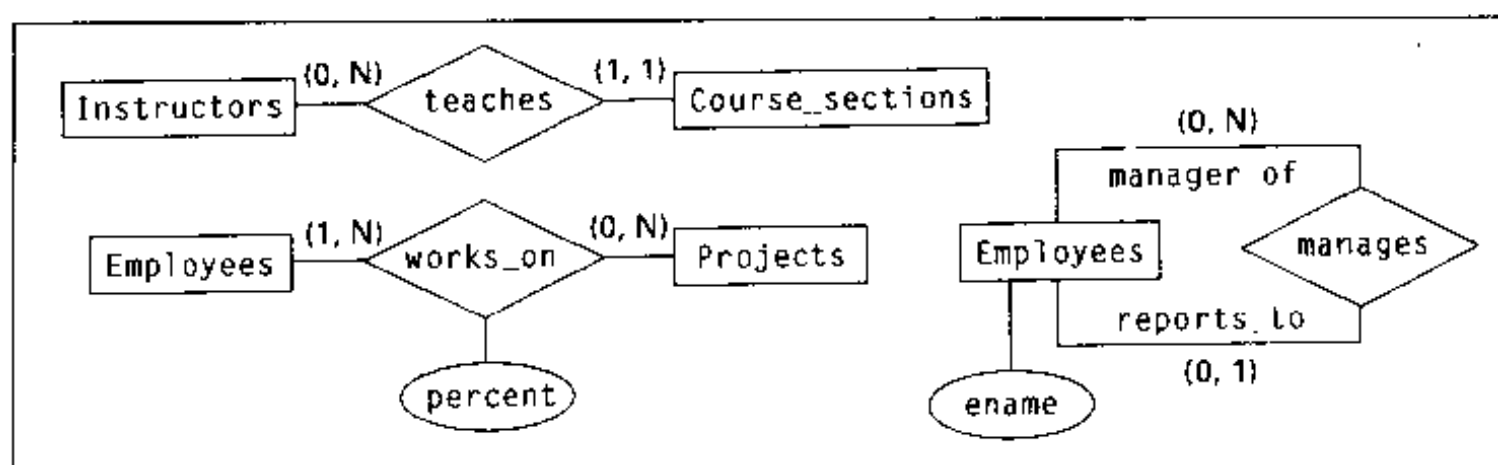 (0, N)
(1, 1)
Instructors
teaches
Course_sections
(1, N)
(0, N)
Employees
works_on
Projects
percent
(0, N)
manager of
Employees
manages
reports_to
(0, 1)
ename